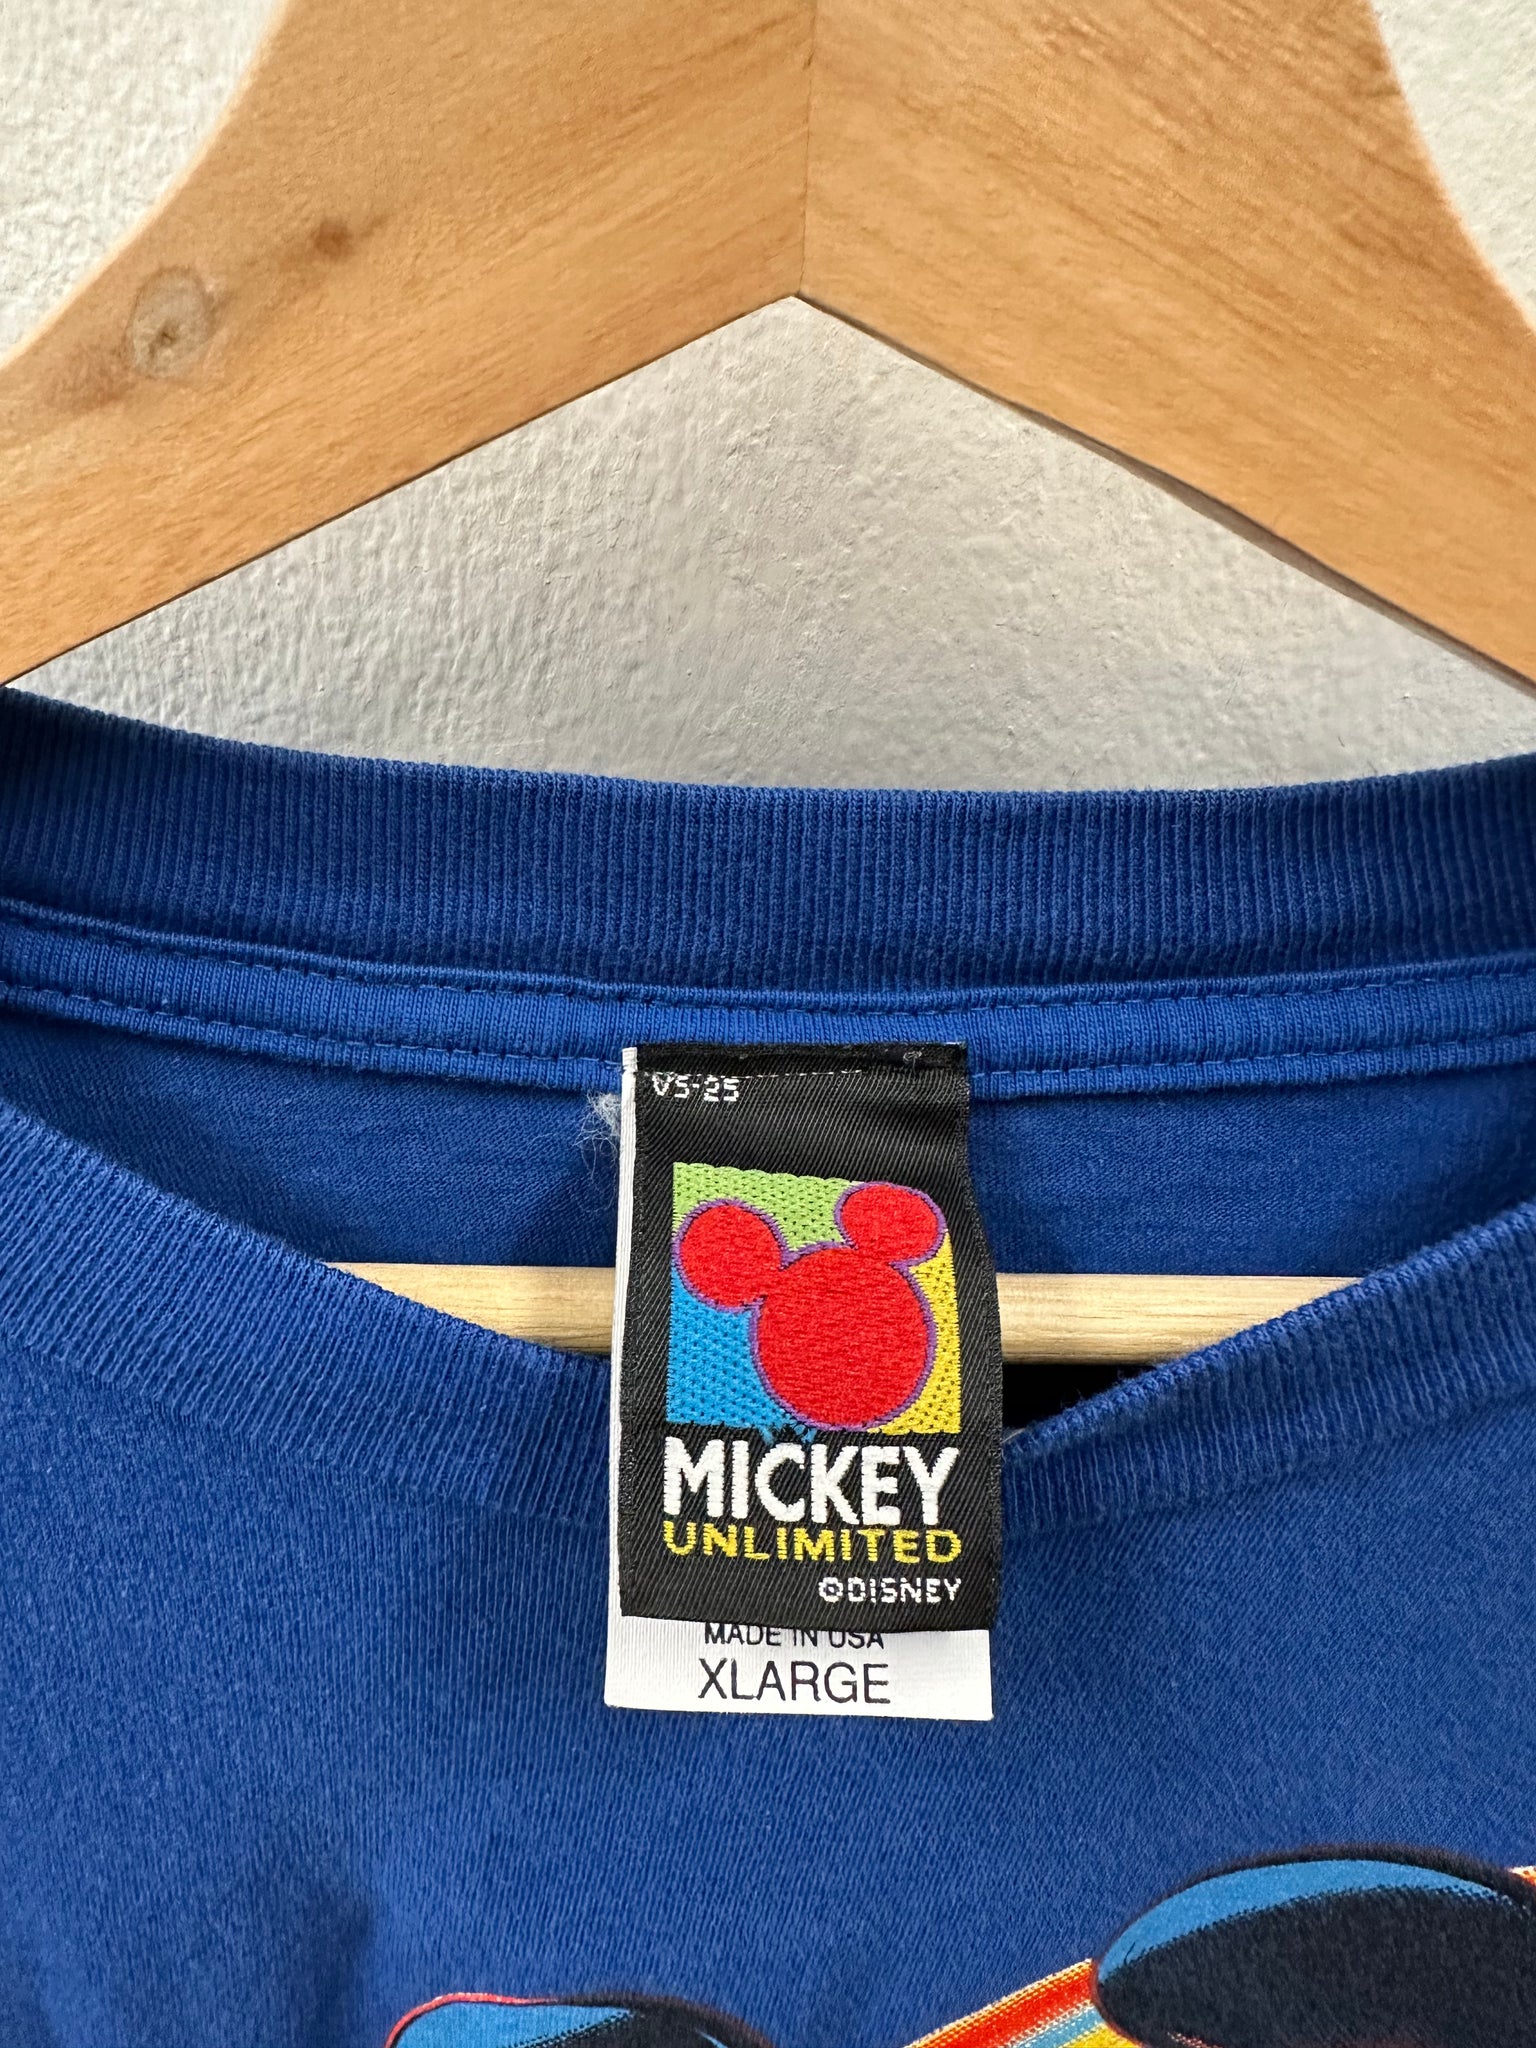 VS-25
MICKEY
UNLIMITED
©DISNEY
MADE IN USA
XLARGE